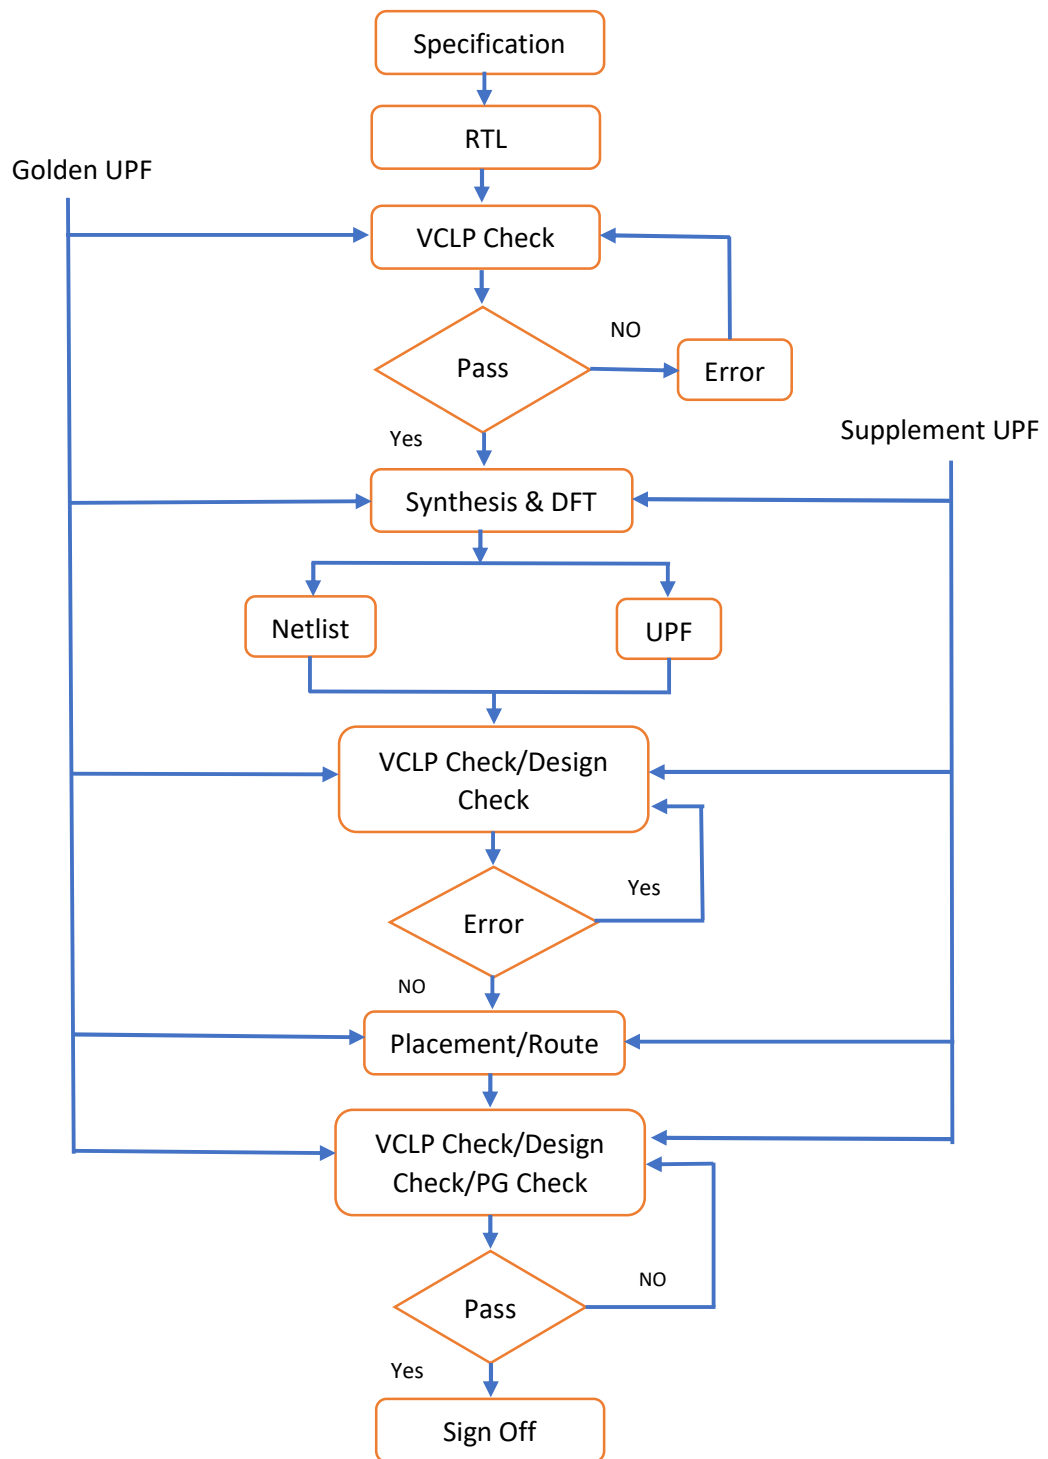 Specification
RTL
Golden UPF
VCLP Check
NO
Pass
Error
Yes
Supplement UPF
Synthesis & DFT
Netlist
UPF
VCLP Check/Design
Check
Yes
Error
NO
Placement/Route
VCLP Check/Design
Check/PG Check
NO
Pass
Yes
Sign Off